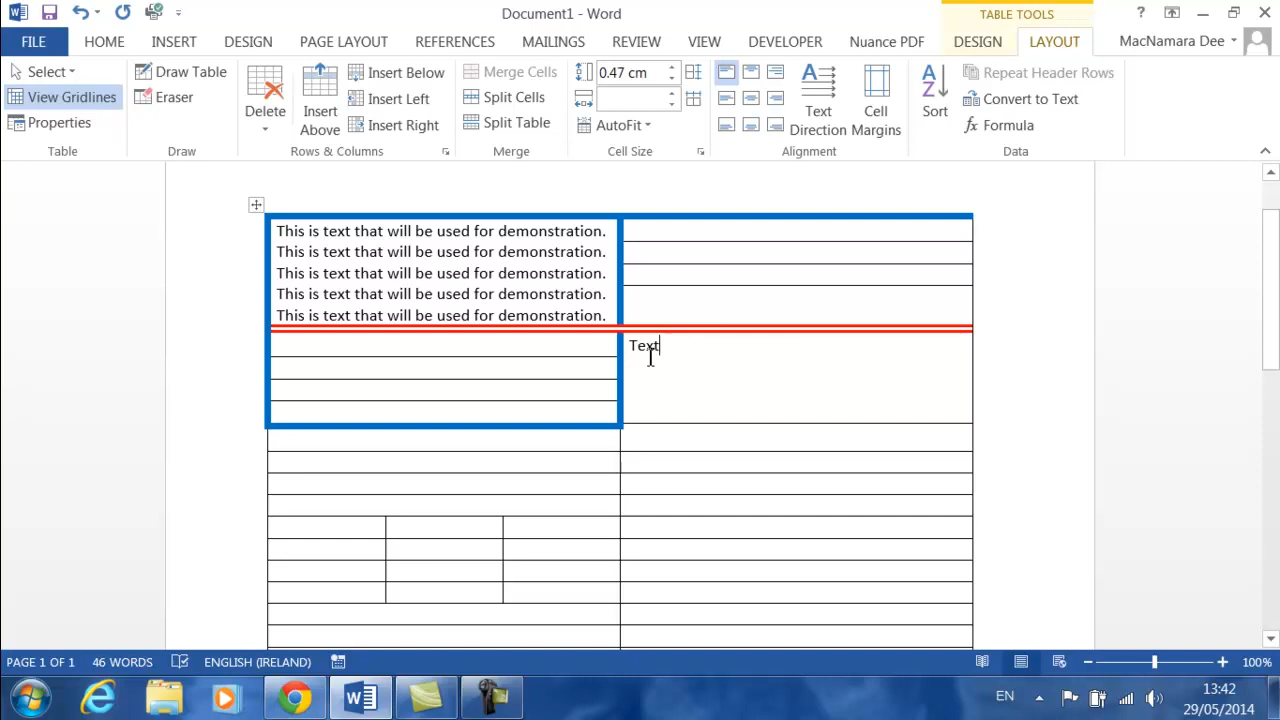 Document1 - Word
TABLE TOOLS
?
FILE
HOME
INSERT
DESIGN
PAGE LAYOUT
REFERENCES
MAILINGS
REVIEW
VIEW
DEVELOPER
Nuance PDF
DESIGN
LAYOUT
MacNamara Dee
Select
View Gridlines
Properties
Table
Draw Table
Eraser
Draw
Delete
Insert
Above
Insert Below
Insert Left
Insert Right
Rows & Columns
Merge Cells
Split Cells
Split Table
Merge
0.47 cm
AutoFit
Cell Size
Text
Direction
Cell
Margins
Alignment
Sort
Repeat Header Rows
Convert to Text
fx Formula
Data
This is text that will be used for demonstration.
This is text that will be used for demonstration.
This is text that will be used for demonstration.
This is text that will be used for demonstration.
This is text that will be used for demonstration.
Text
PAGE 1 OF 1
46 WORDS
ENGLISH (IRELAND)
100%
EN
13:42
29/05/2014